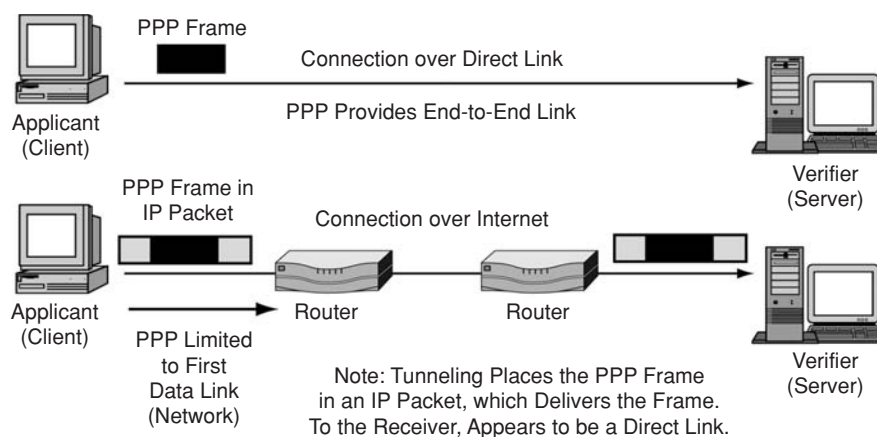 PPP Frame
Connection over Direct Link
PPP Provides End-to-End Link
Applicant
(Client)
Verifier
(Server)
PPP Frame in
IP Packet
Connection over Internet
Applicant
(Client)
Router
Router
PPP Limited
to First
Data Link
(Network)
Verifier
(Server)
Note: Tunneling Places the PPP Frame
in an IP Packet, which Delivers the Frame.
To the Receiver, Appears to be a Direct Link.